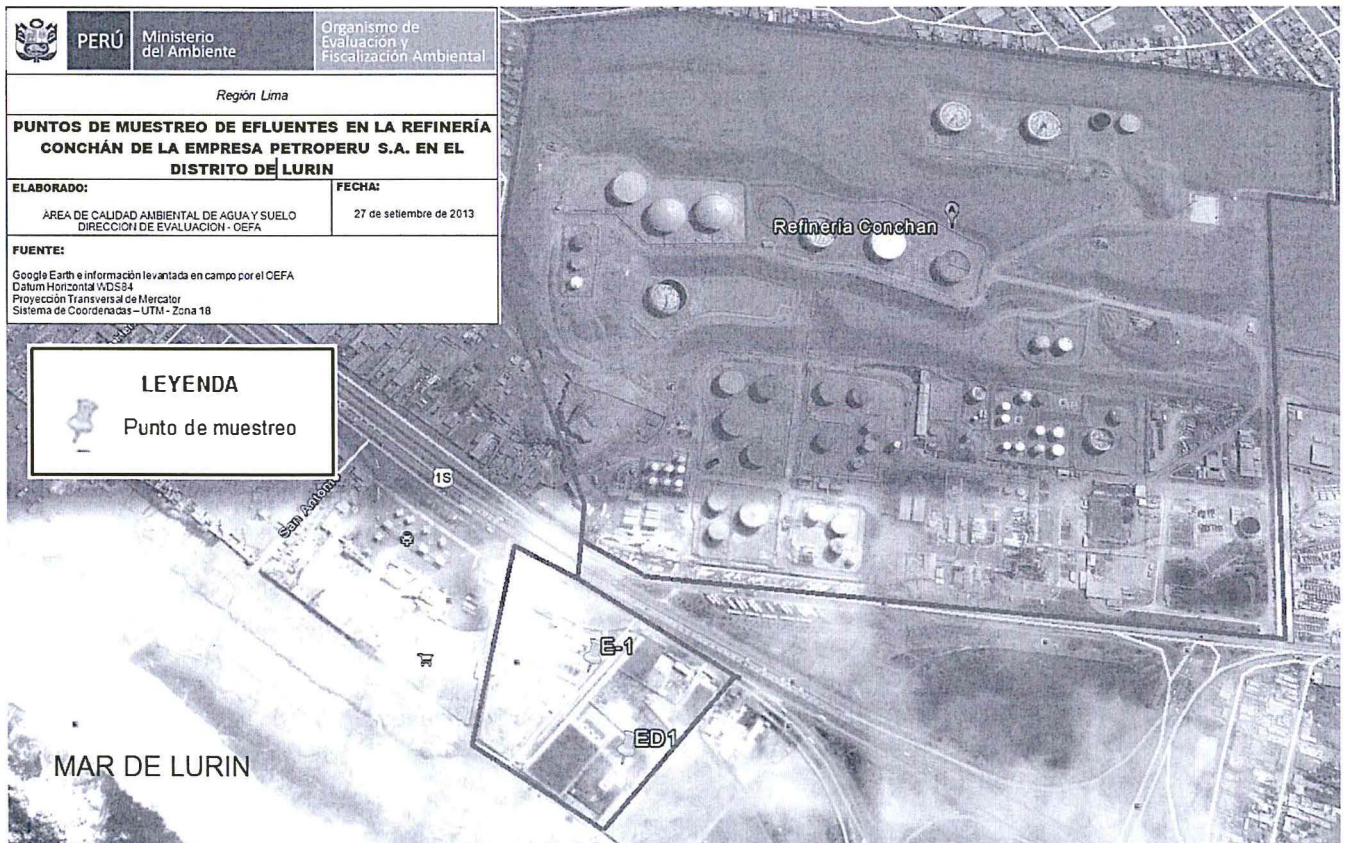 PERÚ
Ministerio
del Ambiente
Organismo de
Evaluación y
Fiscalización Ambiental
Región Lima
PUNTOS DE MUESTREO DE EFLUENTES EN LA REFINERÍA
CONCHÁN DE LA EMPRESA PETROPERU S.A. EN EL
DISTRITO DE LURIN
ELABORADO:
ÁREA DE CALIDAD AMBIENTAL DE AGUA Y SUELO
DIRECCIÓN DE EVALUACIÓN - OEFA
FECHA:
27 de setiembre de 2013
FUENTE:
Google Earth e información levantada en campo por el OEFA
Datum Horizontal WDS84
Proyección Transversal de Mercator
Sistema de Coordenadas – UTM - Zona 18
LEYENDA
Punto de muestreo
Refinería Conchan
1S
San Antonio
E-1
ED1
MAR DE LURIN